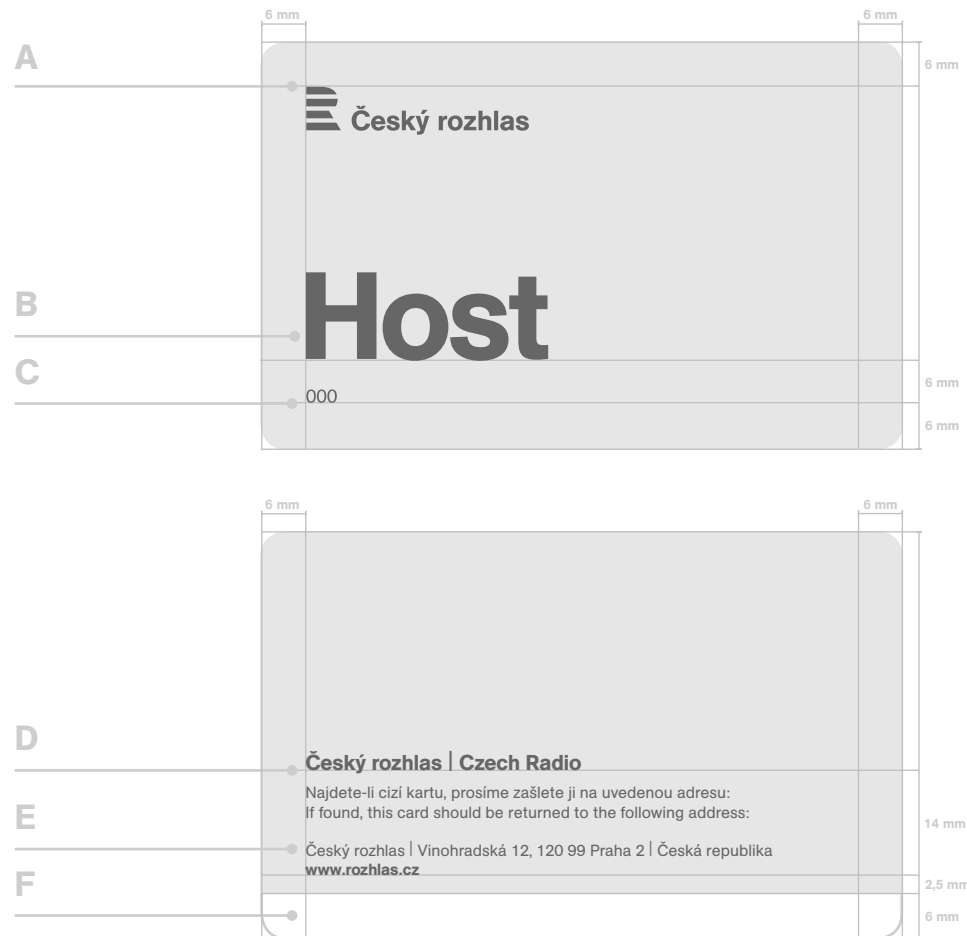 6 mm 6 mm
A
6 mm
Český rozhlas
B
Host
C
6 mm
000
6 mm
6 mm 6 mm
D
Český rozhlas | Czech Radio
Najdete-li cizí kartu, prosíme zašlete ji na uvedenou adresu:
If found, this card should be returned to the following address:
E
14 mm
Český rozhlas | Vinohradská 12, 120 99 Praha 2 | Česká republika
www.rozhlas.cz
F
2,5 mm
6 mm